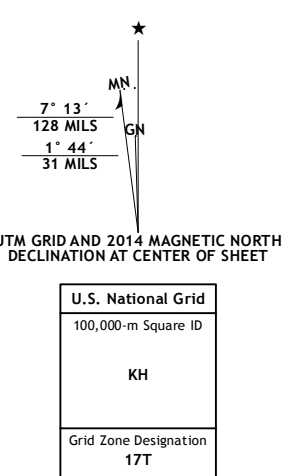 ★
MN
7° 13´
128 MILS
GN
1° 44´
31 MILS
UTM GRID AND 2014 MAGNETIC NORTH
DECLINATION AT CENTER OF SHEET
U.S. National Grid
100,000-m Square ID
KH
Grid Zone Designation
17T